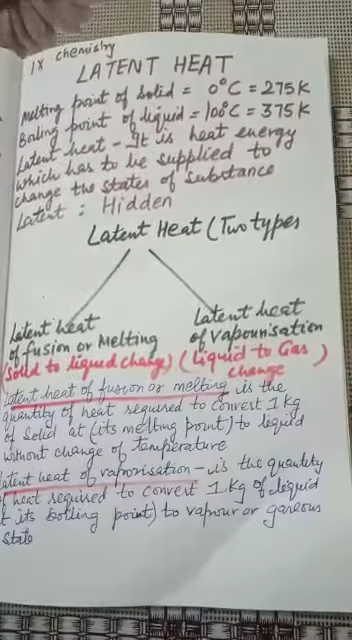 IX chemistry
LATENT HEAT
Melting point of solid = 0°C = 275K
Boiling point of liquid = 100°C = 375K
Latent heat - It is heat energy
which has to be supplied to
change the states of substance
Latent : Hidden
Latent Heat (Two types
Latent heat
of fusion or Melting
(Solid to liquid change)
Latent heat
of vapourisation
(Liquid to Gas)
change
Latent heat of fusion or melting is the
quantity of heat required to convert 1 Kg
of Solid at (its melting point) to liquid
without change of tamperature
Latent heat of vaporisation - is the quantity
of heat required to convert 1 Kg of liquid
t its boiling point) to vapour or gaseous
State